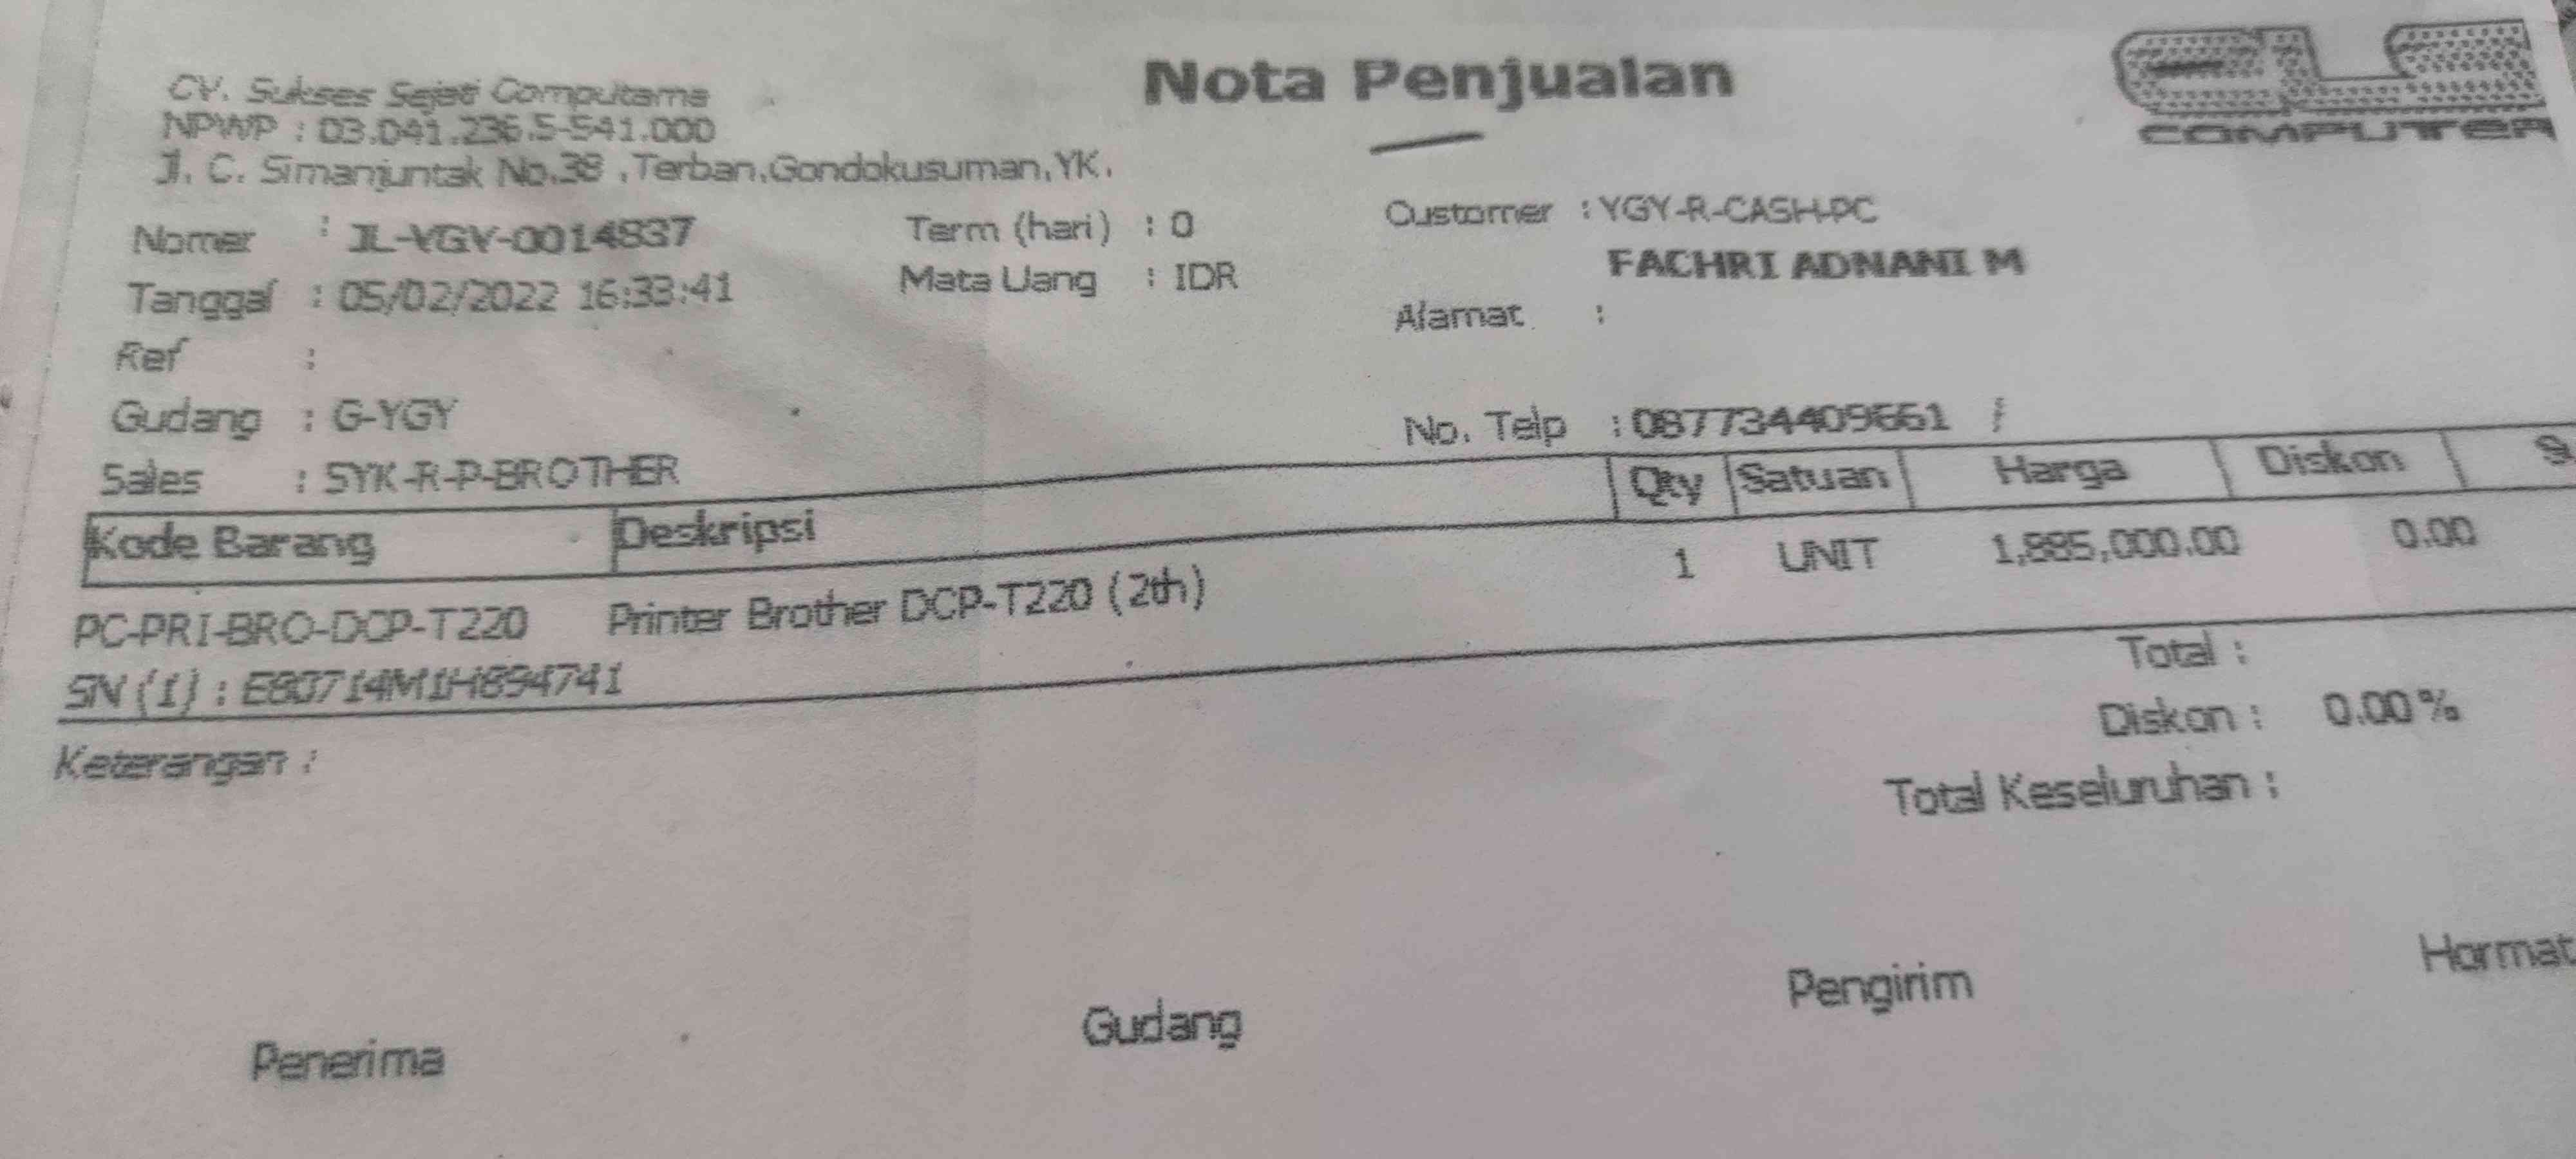 Nota Penjualan
CV. Sukses Sejati Computama
NPWP : 03.041.236.5-541.000
COMPUTER
Jl. C. Simanjuntak No.38 ,Terban,Gondokusuman,YK,
Nomer : JL-YGY-0014837 Term (hari) : 0 Customer : YGY-R-CASH-PC
Tanggal : 05/02/2022 16:33:41 Mata Uang : IDR FACHRI ADNANI M
Alamat :
Ref :
Gudang : G-YGY No. Telp : 087734409661 /
Sales : SYK-R-P-BROTHER
Kode Barang Deskripsi Qty Satuan Harga Diskon
PC-PRI-BRO-DCP-T220 Printer Brother DCP-T220 (2th) 1 UNIT 1,885,000.00 0.00
SN (1) : E80714M1H894741
Total :
Keterangan : Diskon : 0.00%
Total Keseluruhan :
Penerima Gudang Pengirim Hormat